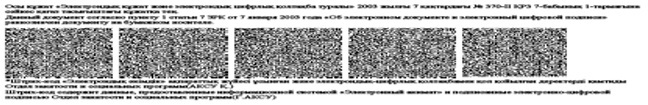 Осы құжат «Электрондық құжат және электрондық цифрлық қолтаңба туралы» 2003 жылғы 7 қаңтардағы № 370-II ҚРЗ 7-бабының 1-тармағына
сәйкес қағаз тасығыштағы құжатпен тең.
Данный документ согласно пункту 1 статьи 7 ЗРК от 7 января 2003 года «Об электронном документе и электронной цифровой подписи»
равнозначен документу на бумажном носителе.
*Штрих-код «Электрондық әкімдік» ақпараттық жүйесі ұсынған және электрондық-цифрлық қолтаңбамен қол қойылған деректерді қамтиды
Отдел занятости и социальных программ(АКСУ Қ.)
Штрих-код содержит данные, предоставленные информационной системой «Электронный акимат» и подписанные электронно-цифровой
подписью Отдел занятости и социальных программ(Г.АКСУ)